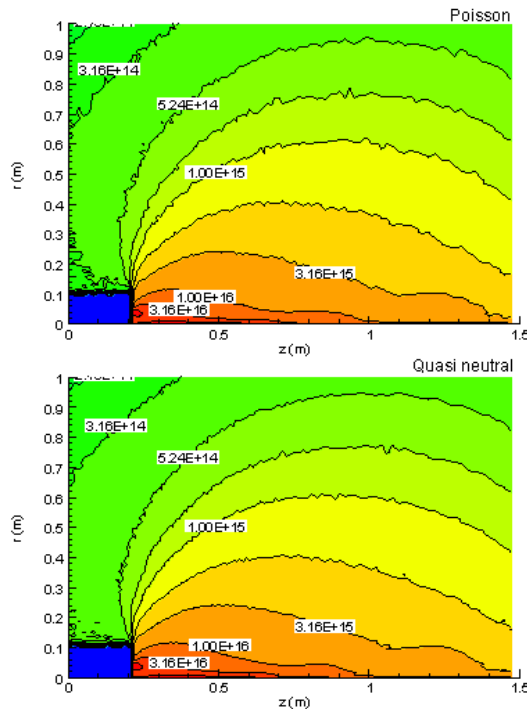 Poisson
1
0.9
0.8
0.7
0.6
0.5
0.4
0.3
0.2
0.1
0
r (m)
3.16E+14
5.24E+14
1.00E+15
3.16E+15
1.00E+16
3.16E+16
0 0.5 1 1.5
z (m)
Quasi neutral
1
0.9
0.8
0.7
0.6
0.5
0.4
0.3
0.2
0.1
0
r (m)
3.16E+14
5.24E+14
1.00E+15
3.16E+15
1.00E+16
3.16E+16
0 0.5 1 1.5
z (m)